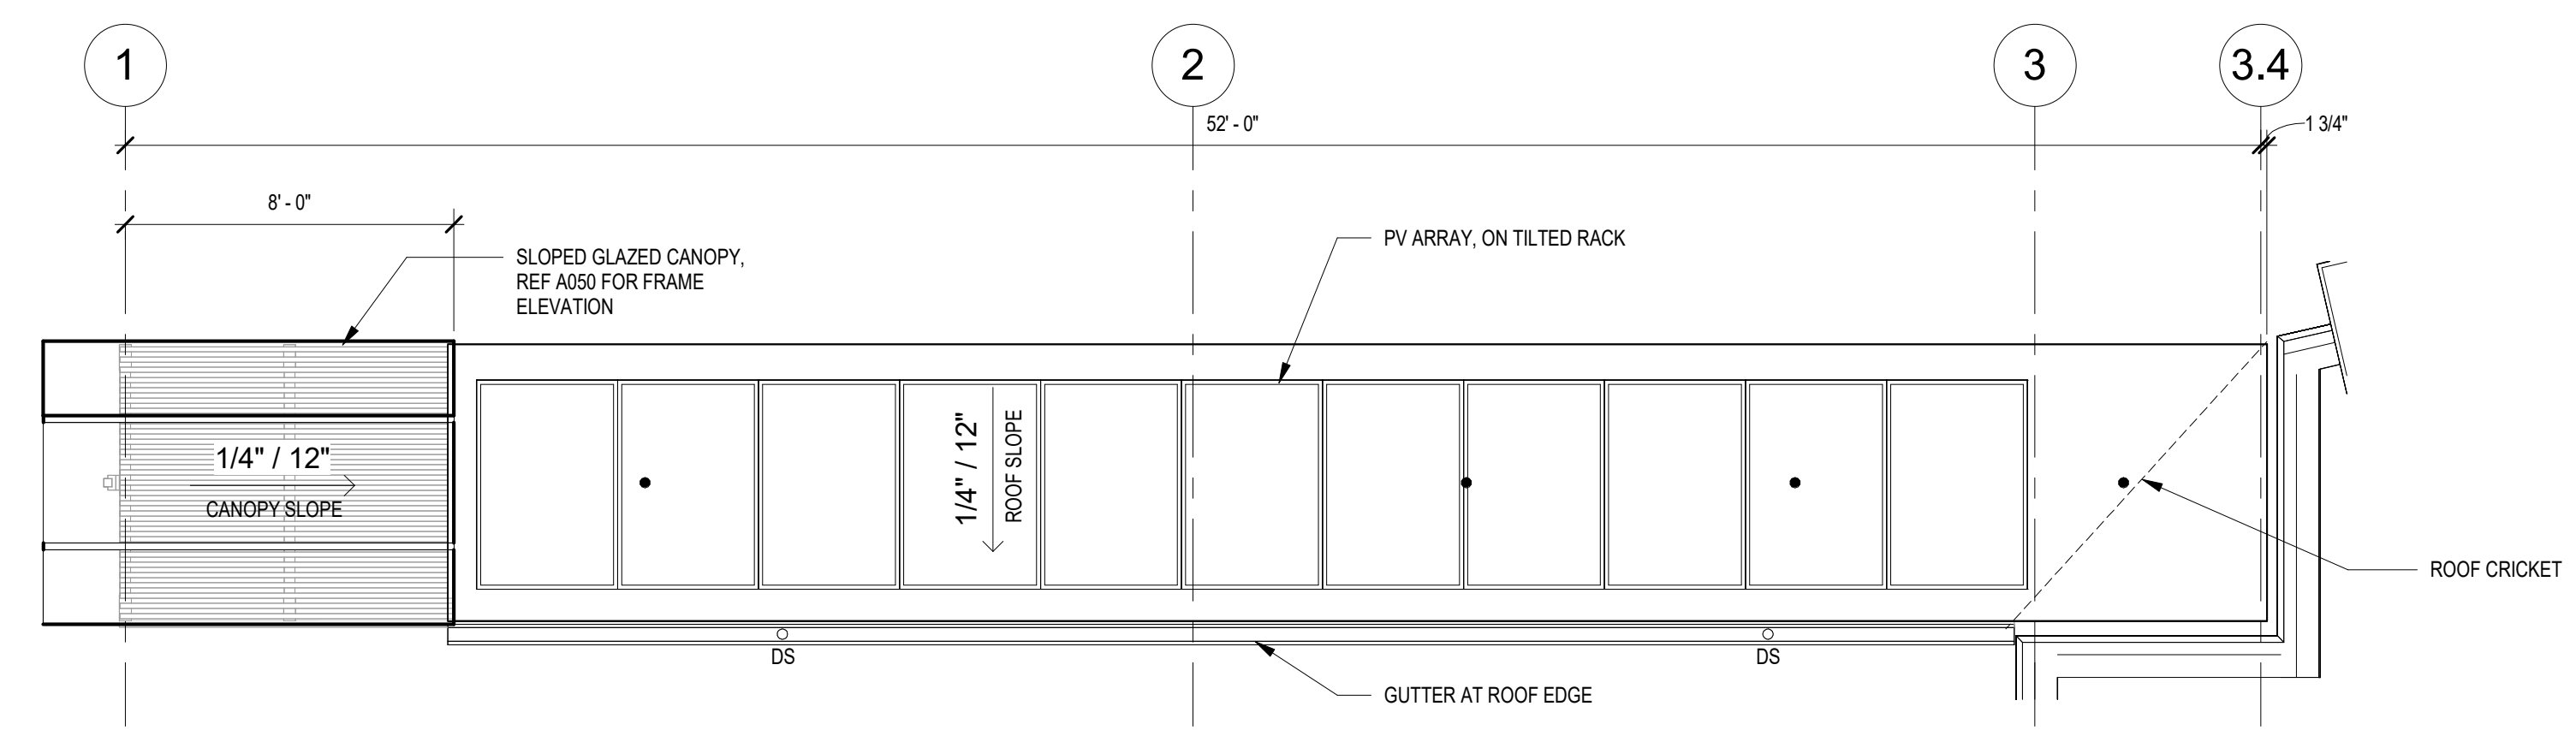 1
2
3
3.4
52' - 0"
1 3/4"
8' - 0"
SLOPED GLAZED CANOPY,
REF A050 FOR FRAME
ELEVATION
PV ARRAY, ON TILTED RACK
1/4" / 12"
CANOPY SLOPE
1/4" / 12"
ROOF SLOPE
ROOF CRICKET
DS
DS
GUTTER AT ROOF EDGE